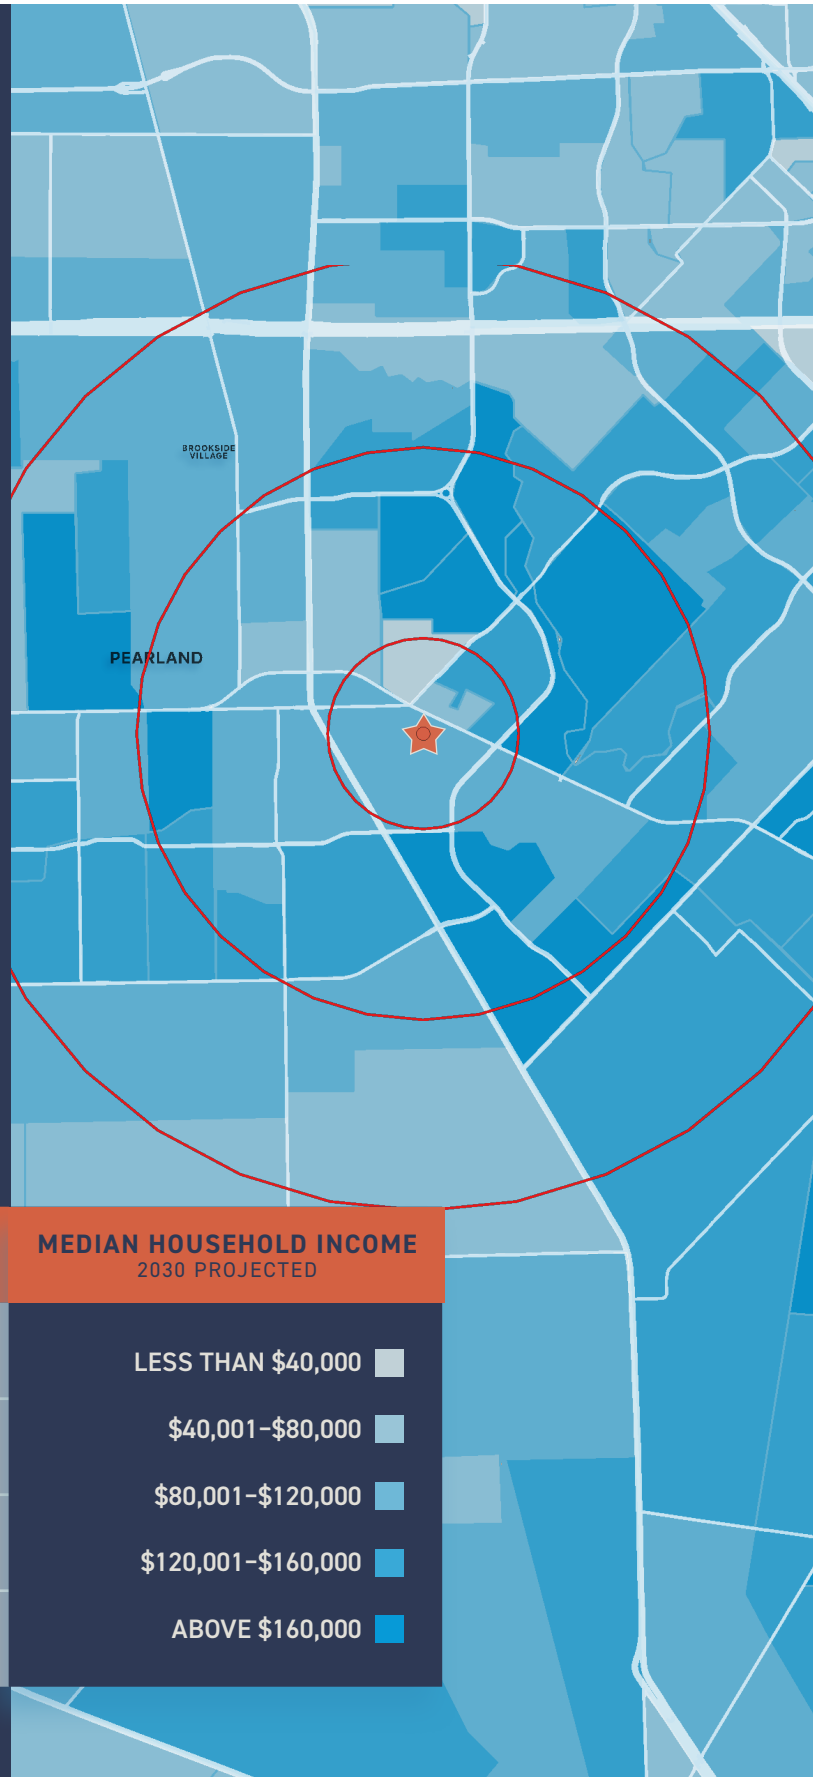 BROOKSIDE
VILLAGE
PEARLAND
MEDIAN HOUSEHOLD INCOME
2030 PROJECTED
LESS THAN $40,000
$40,001–$80,000
$80,001–$120,000
$120,001–$160,000
ABOVE $160,000